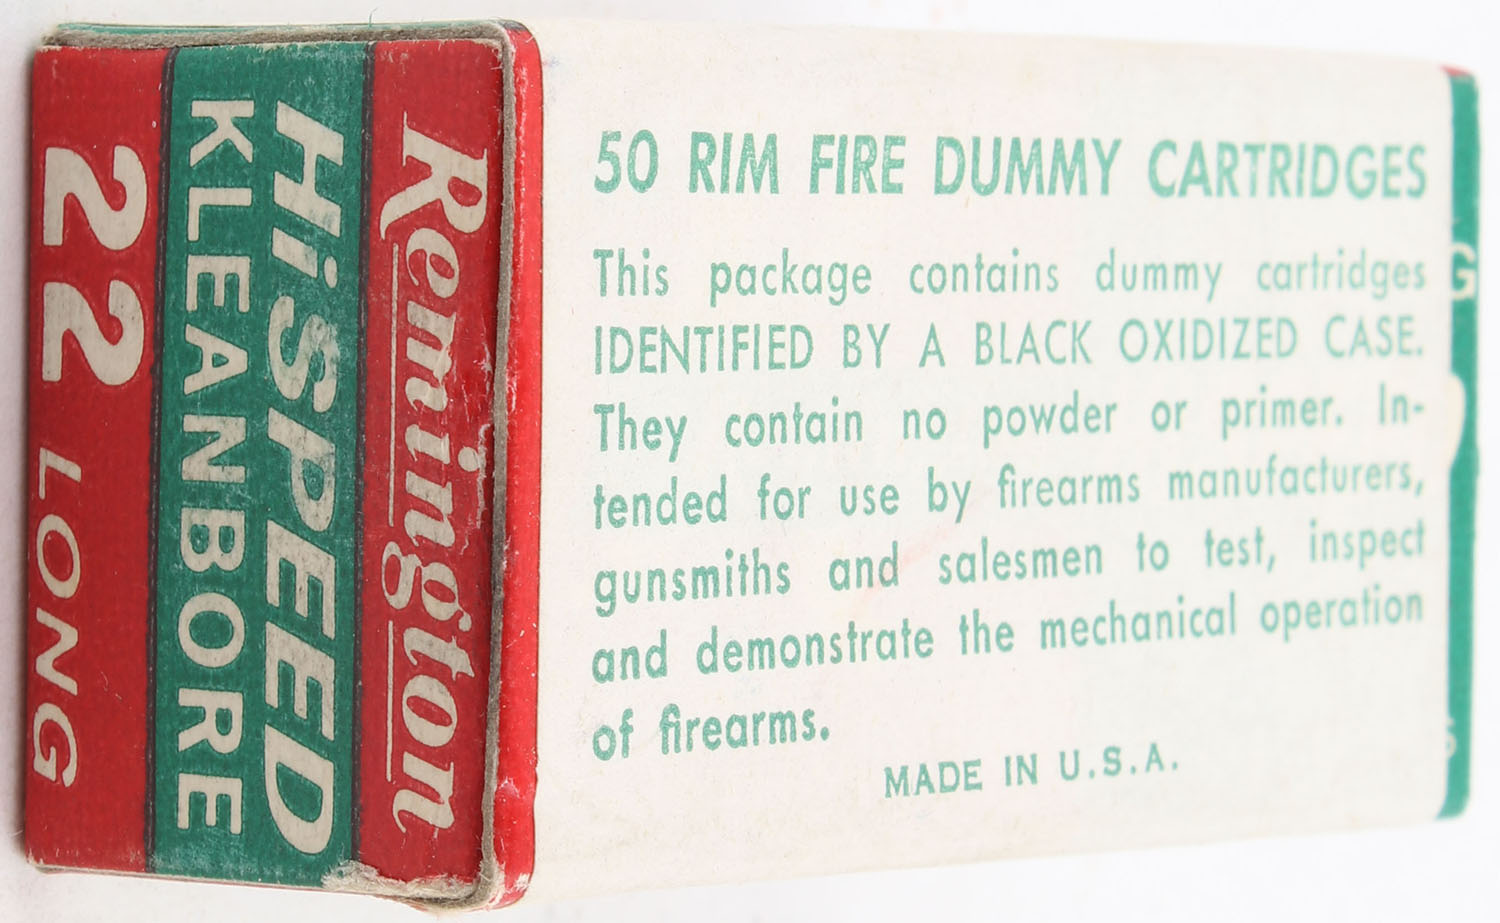 Remington
HiSPEED
KLEANBORE
22 LONG
50 RIM FIRE DUMMY CARTRIDGES
This package contains dummy cartridges
IDENTIFIED BY A BLACK OXIDIZED CASE.
They contain no powder or primer. In-
tended for use by firearms manufacturers,
gunsmiths and salesmen to test, inspect
and demonstrate the mechanical operation
of firearms.
MADE IN U.S.A.
G